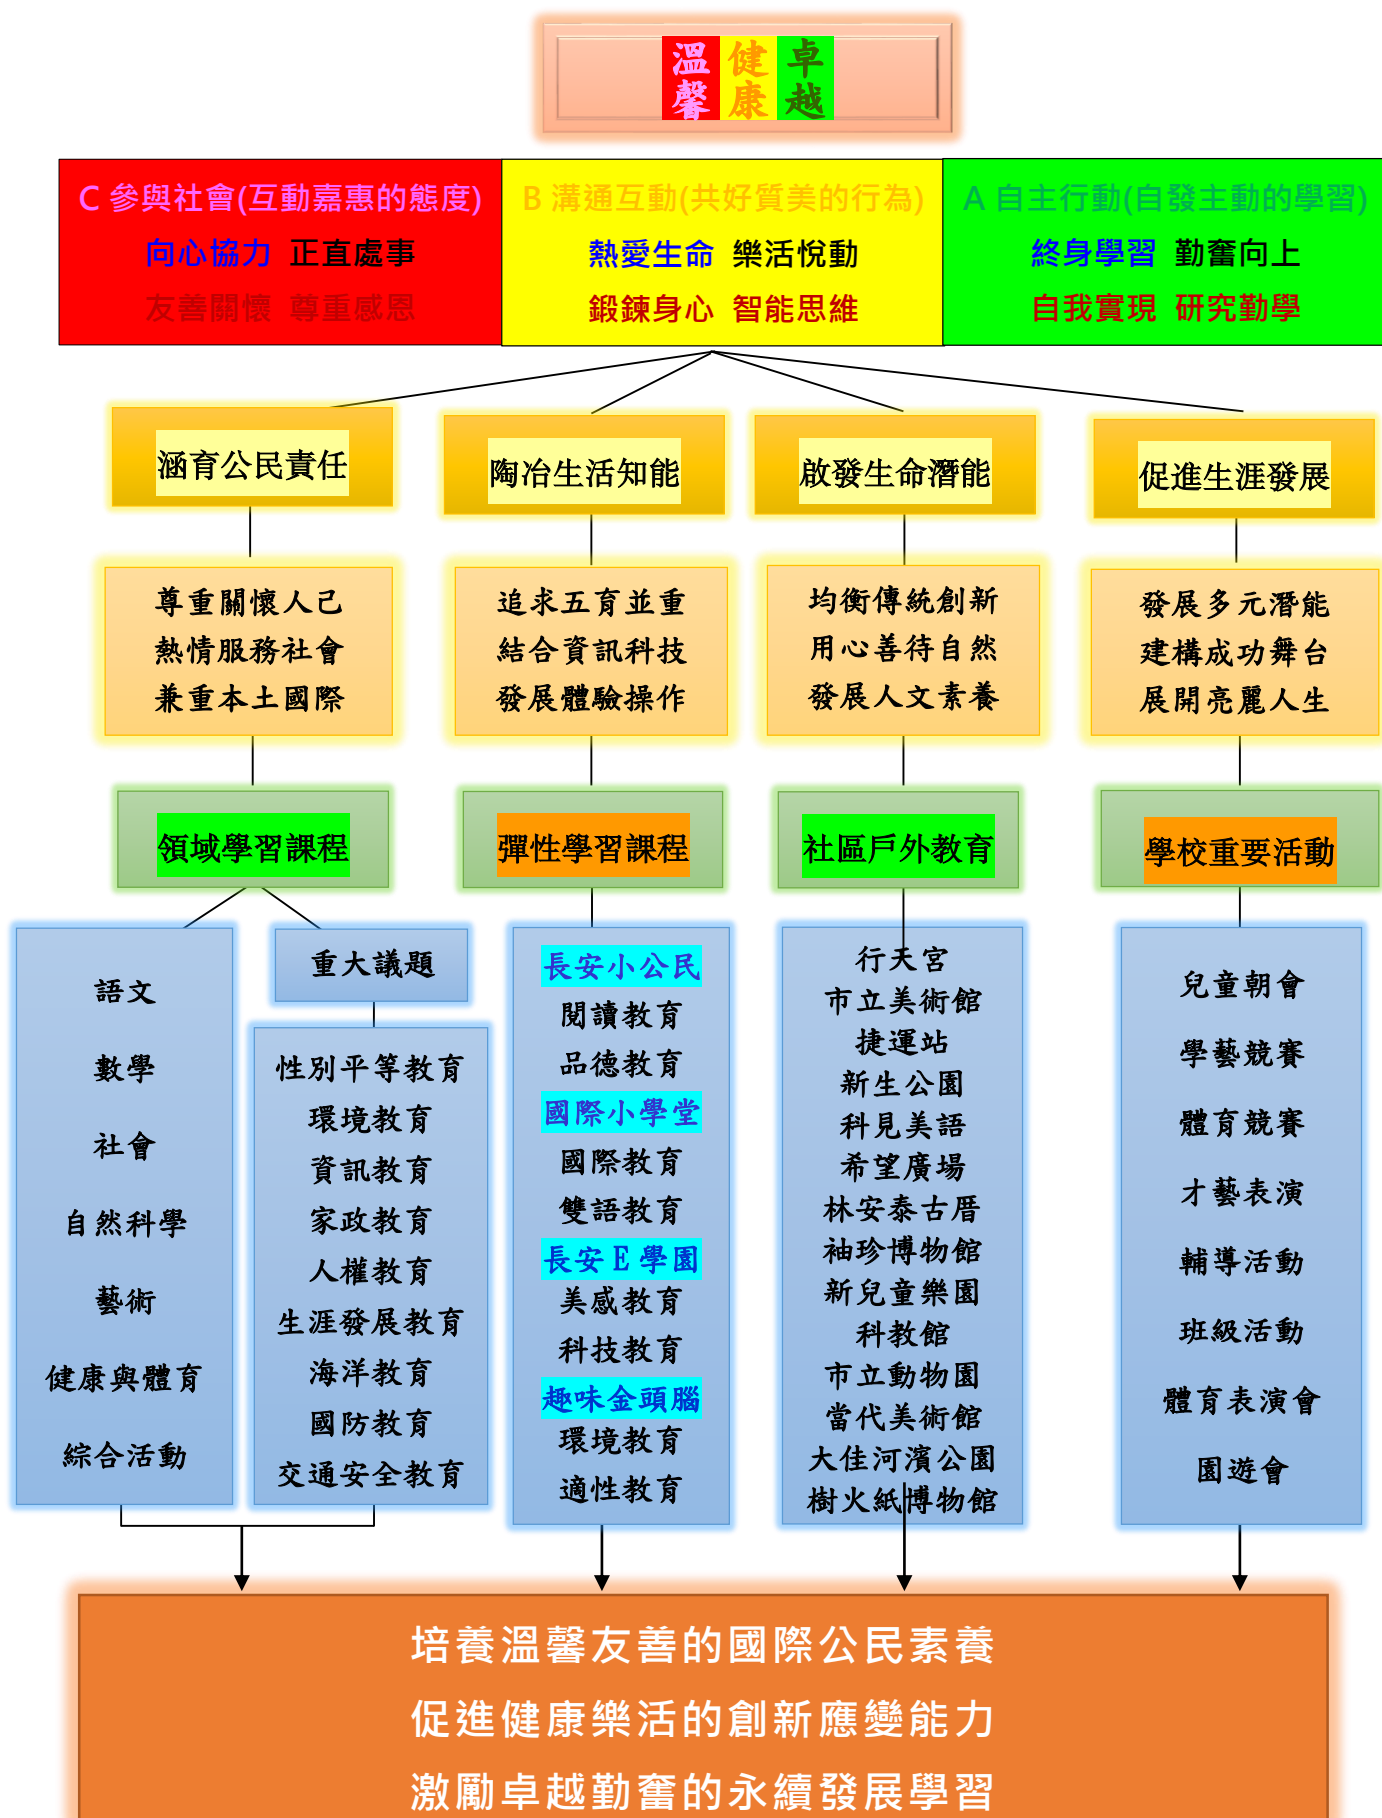 溫馨 健康 卓越
C 參與社會(互動嘉惠的態度)
向心協力 正直處事
友善關懷 尊重感恩
B 溝通互動(共好質美的行為)
熱愛生命 樂活悅動
鍛鍊身心 智能思維
A 自主行動(自發主動的學習)
終身學習 勤奮向上
自我實現 研究勤學
涵育公民責任
陶冶生活知能
啟發生命潛能
促進生涯發展
尊重關懷人己
熱情服務社會
兼重本土國際
追求五育並重
結合資訊科技
發展體驗操作
均衡傳統創新
用心善待自然
發展人文素養
發展多元潛能
建構成功舞台
展開亮麗人生
領域學習課程
彈性學習課程
社區戶外教育
學校重要活動
語文
數學
社會
自然科學
藝術
健康與體育
綜合活動
重大議題
性別平等教育
環境教育
資訊教育
家政教育
人權教育
生涯發展教育
海洋教育
國防教育
交通安全教育
長安小公民
閱讀教育
品德教育
國際小學堂
國際教育
雙語教育
長安E學園
美感教育
科技教育
趣味金頭腦
環境教育
適性教育
行天宮
市立美術館
捷運站
新生公園
科見美語
希望廣場
林安泰古厝
袖珍博物館
新兒童樂園
科教館
市立動物園
當代美術館
大佳河濱公園
樹火紙博物館
兒童朝會
學藝競賽
體育競賽
才藝表演
輔導活動
班級活動
體育表演會
園遊會
培養溫馨友善的國際公民素養
促進健康樂活的創新應變能力
激勵卓越勤奮的永續發展學習